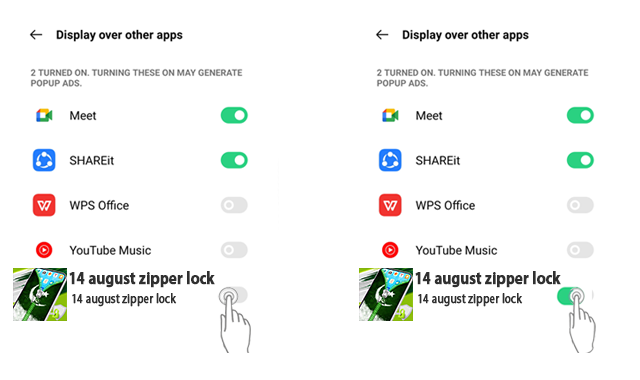 Display over other apps
2 TURNED ON. TURNING THESE ON MAY GENERATE
POPUP ADS.
Meet
SHAREit
WPS Office
YouTube Music
14 august zipper lock
14 august zipper lock
Display over other apps
2 TURNED ON. TURNING THESE ON MAY GENERATE
POPUP ADS.
Meet
SHAREit
WPS Office
YouTube Music
14 august zipper lock
14 august zipper lock